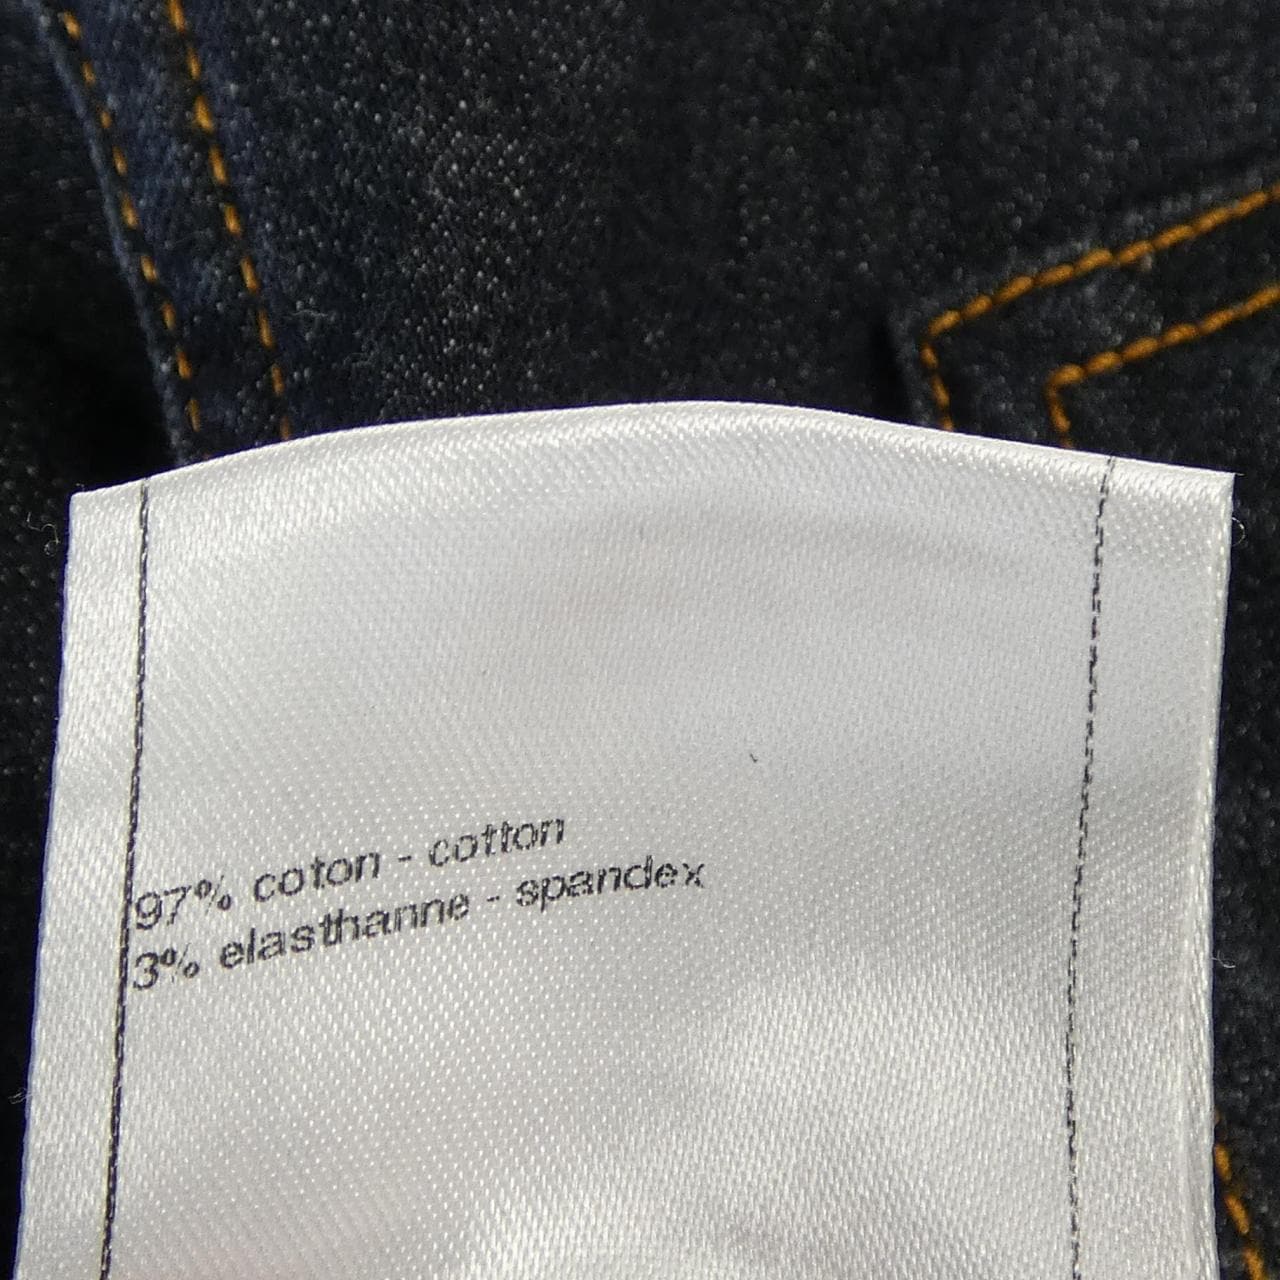 97% coton - cotton
3% elasthanne - spandex